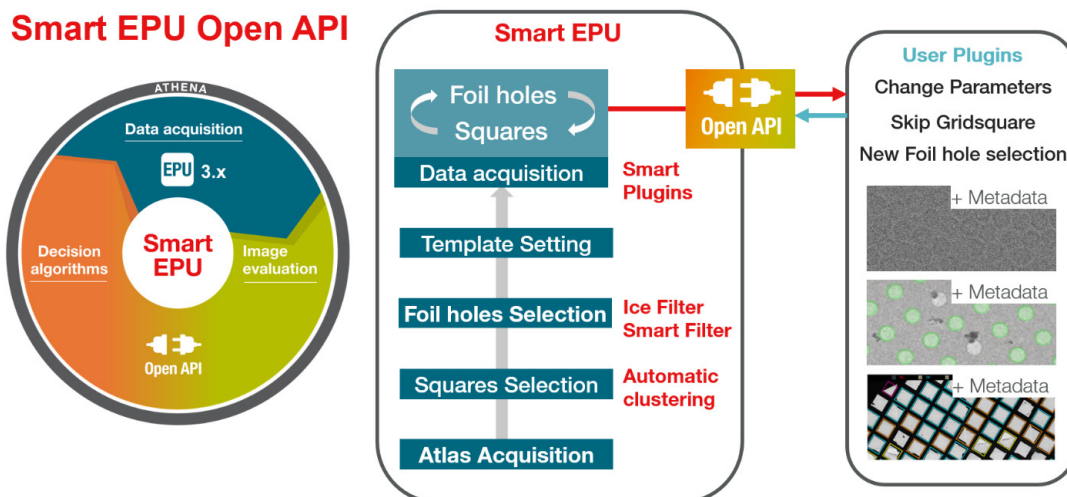 Smart EPU Open API
ATHENA
Data acquisition
EPU 3.x
Decision
algorithms
Smart
EPU
Image
evaluation
Open API
Smart EPU
Foil holes
Squares
Data acquisition
Smart
Plugins
Template Setting
Foil holes Selection
Ice Filter
Smart Filter
Squares Selection
Automatic
clustering
Atlas Acquisition
Open API
User Plugins
Change Parameters
Skip Gridsquare
New Foil hole selection
+ Metadata
+ Metadata
+ Metadata